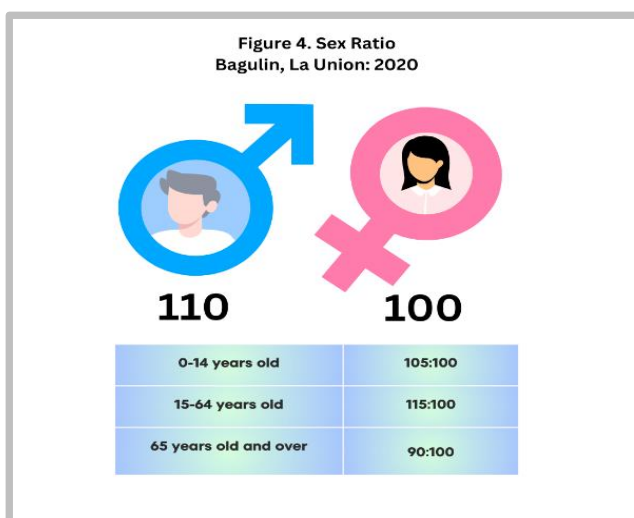 Figure 4. Sex Ratio
Bagulin, La Union: 2020
110
100
0-14 years old 105:100
15-64 years old 115:100
65 years old and over 90:100